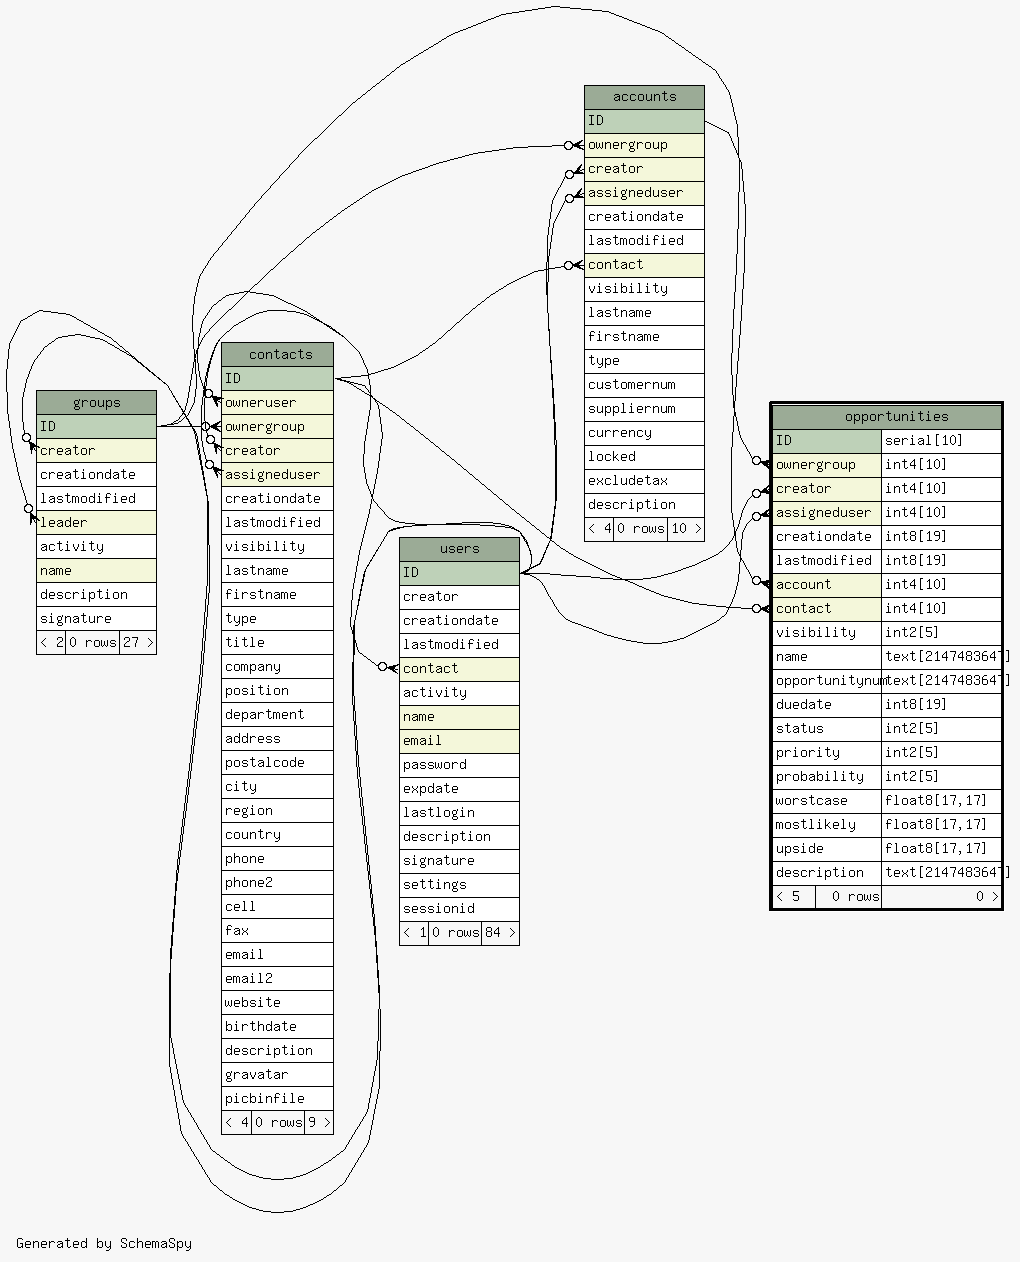 accounts
ID
ownergroup
creator
assigneduser
creationdate
lastmodified
contact
visibility
lastname
firstname
type
customernum
suppliernum
currency
locked
excludetax
description
< 4 0 rows 10 >
contacts
ID
owneruser
ownergroup
creator
assigneduser
creationdate
lastmodified
visibility
lastname
firstname
type
title
company
position
department
address
postalcode
city
region
country
phone
phone2
cell
fax
email
email2
website
birthdate
description
gravatar
picbinfile
< 4 0 rows 9 >
groups
ID
creator
creationdate
lastmodified
leader
activity
name
description
signature
< 2 0 rows 27 >
opportunities
ID serial[10]
ownergroup int4[10]
creator int4[10]
assigneduser int4[10]
creationdate int8[19]
lastmodified int8[19]
account int4[10]
contact int4[10]
visibility int2[5]
name text[2147483647]
opportunitynum text[2147483647]
duedate int8[19]
status int2[5]
priority int2[5]
probability int2[5]
worstcase float8[17,17]
mostlikely float8[17,17]
upside float8[17,17]
description text[2147483647]
< 5 0 rows 0 >
users
ID
creator
creationdate
lastmodified
contact
activity
name
email
password
expdate
lastlogin
description
signature
settings
sessionid
< 1 0 rows 84 >
Generated by SchemaSpy